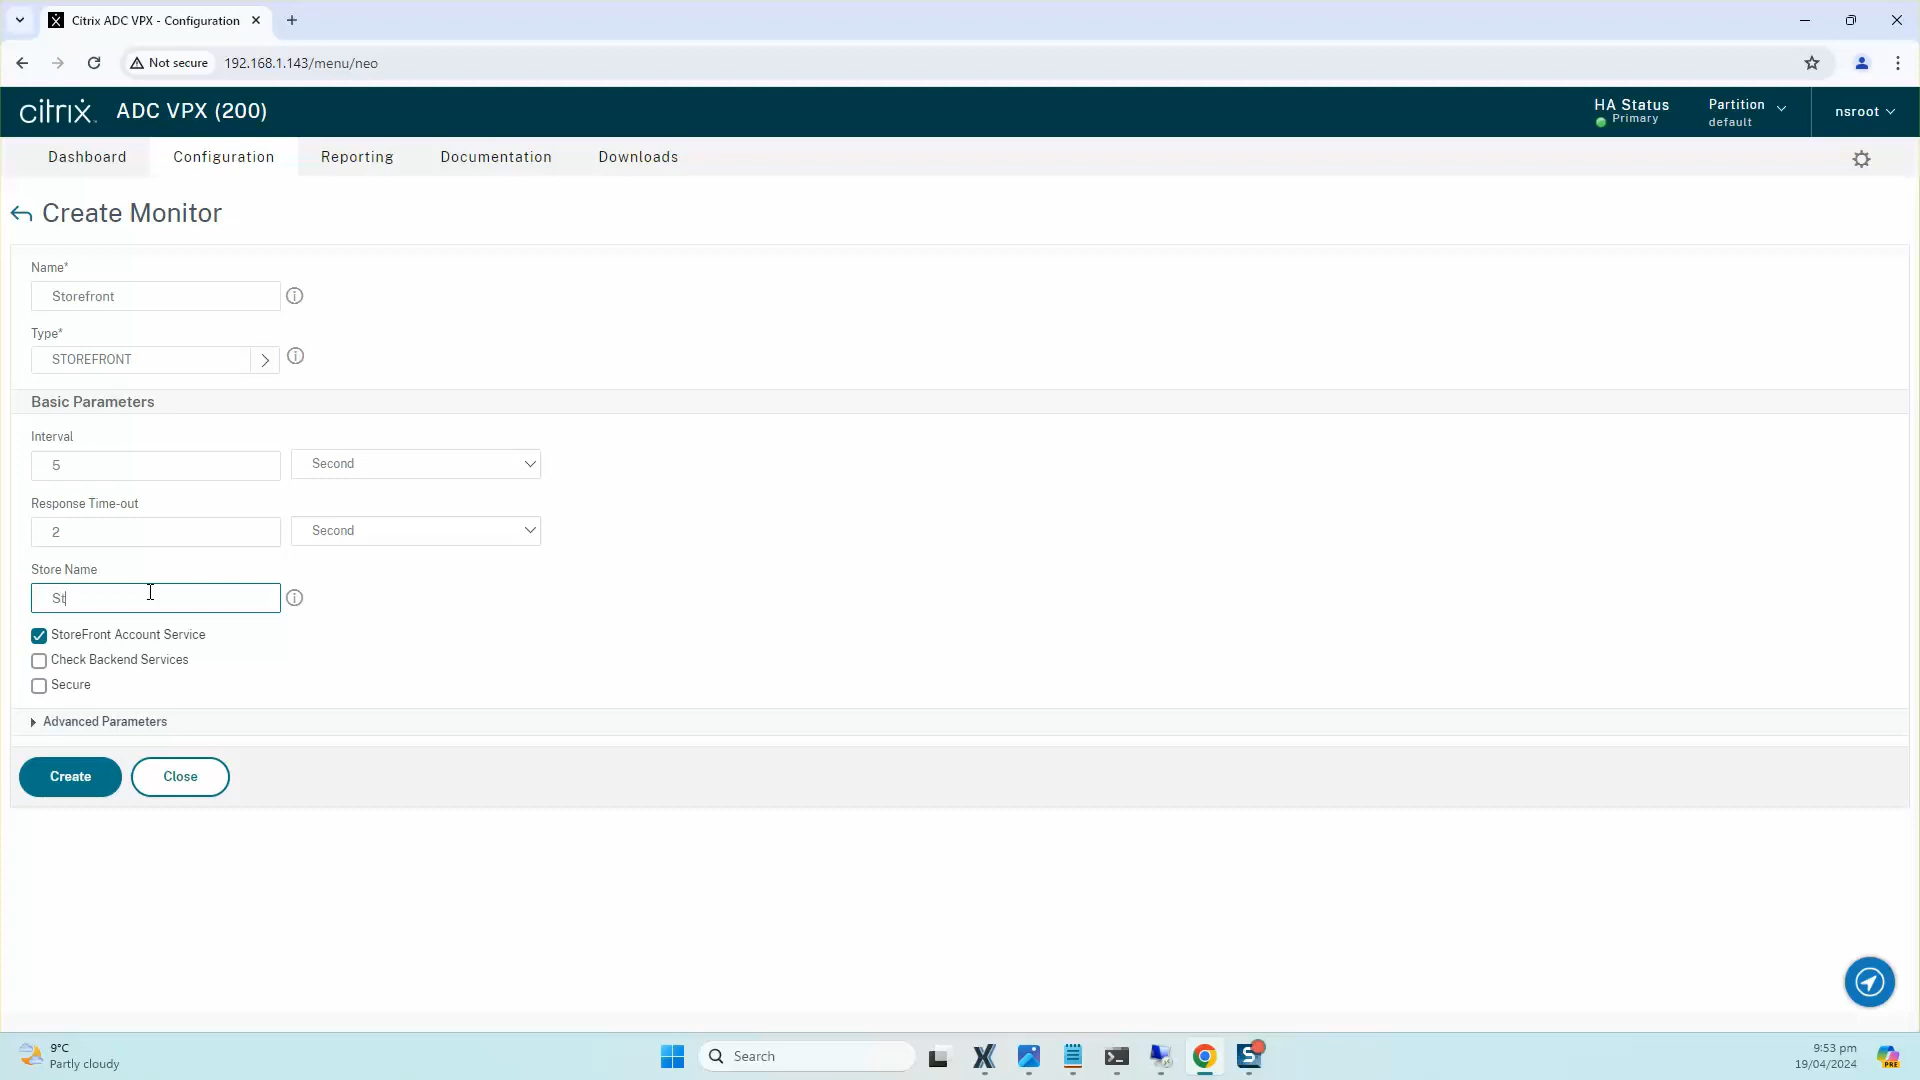 Citrix ADC VPX - Configuration
Not secure 192.168.1.143/menu/neo
citrix. ADC VPX (200)
HA Status
Primary
Partition
default
nsroot
Dashboard Configuration Reporting Documentation Downloads
Create Monitor
Name*
Storefront
Type*
STOREFRONT
Basic Parameters
Interval
5 Second
Response Time-out
2 Second
Store Name
St
StoreFront Account Service
Check Backend Services
Secure
Advanced Parameters
Create Close
9°C
Partly cloudy
Search
9:53 pm
19/04/2024
PRE